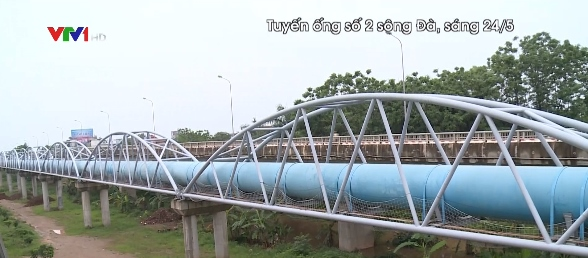 Tuyến ống số 2 sông Đà, sáng 24/5
VTV1 HD